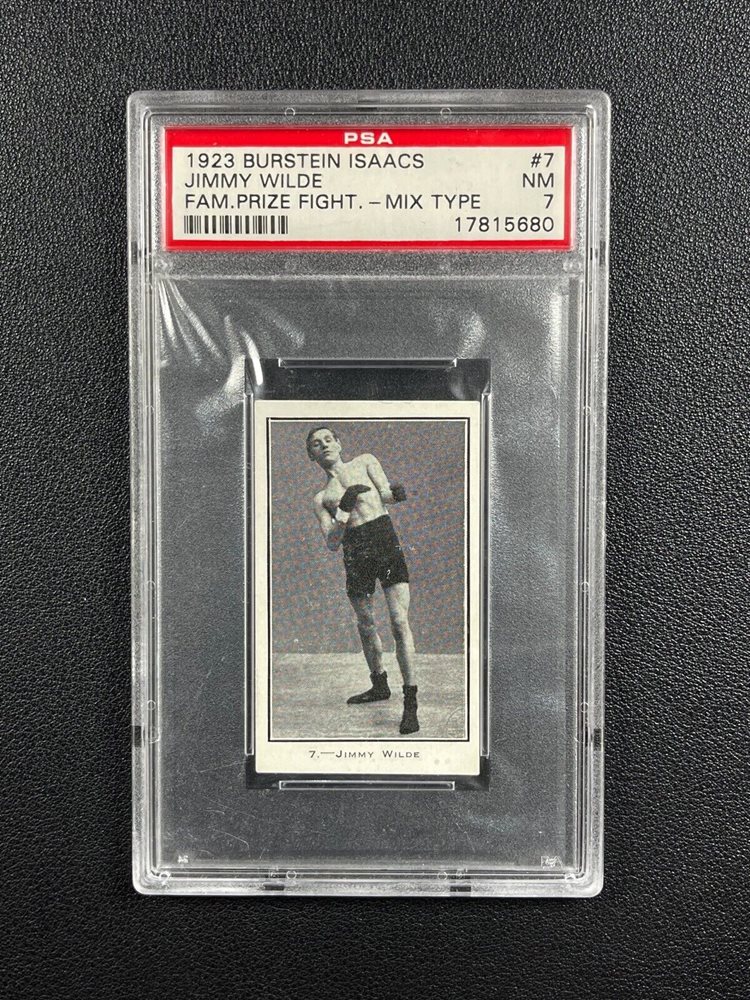 PSA
1923 BURSTEIN ISAACS #7
JIMMY WILDE NM
FAM.PRIZE FIGHT. – MIX TYPE 7
17815680
7.—JIMMY WILDE